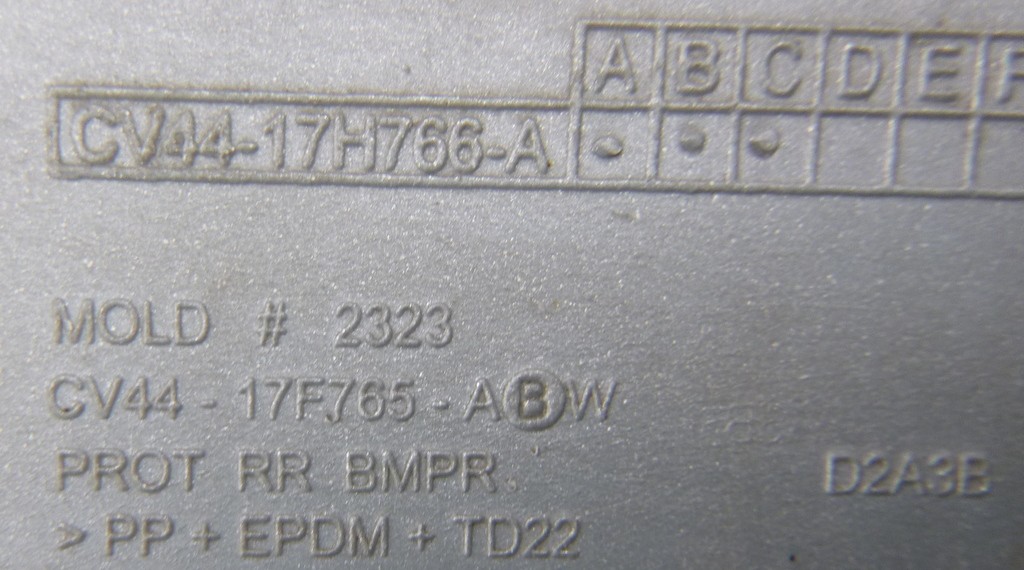 A B C D E F
CV44-17H766-A
MOLD # 2323
CV44 - 17F765 - ABW
PROT RR BMPR D2A3B
> PP + EPDM + TD22